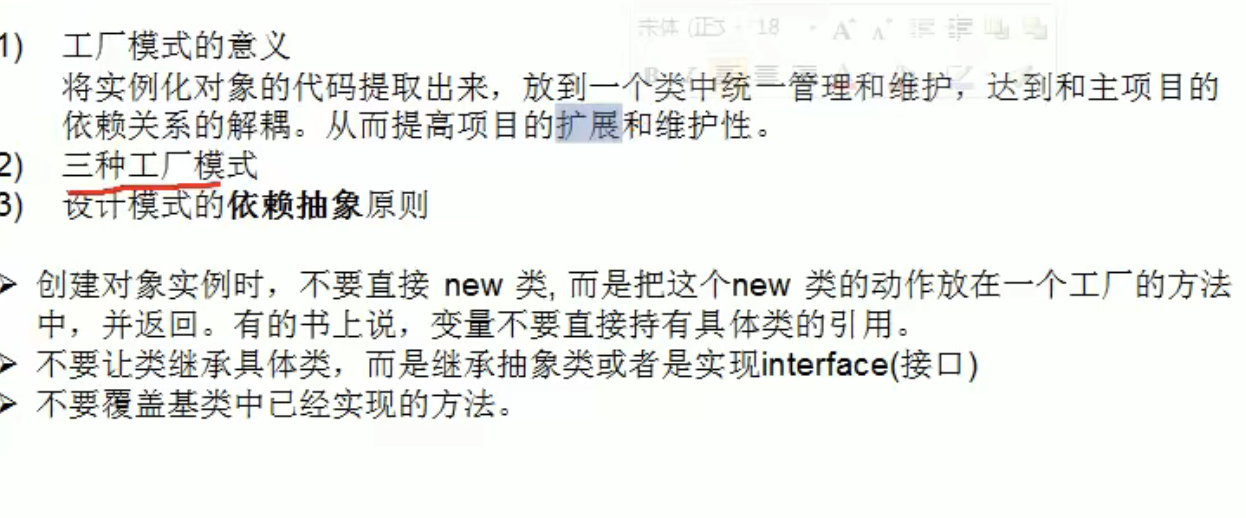 1) 工厂模式的意义
将实例化对象的代码提取出来，放到一个类中统一管理和维护，达到和主项目的
依赖关系的解耦。从而提高项目的扩展和维护性。
2) 三种工厂模式
3) 设计模式的依赖抽象原则
➢ 创建对象实例时，不要直接 new 类, 而是把这个new 类的动作放在一个工厂的方法
中，并返回。有的书上说，变量不要直接持有具体类的引用。
➢ 不要让类继承具体类，而是继承抽象类或者是实现interface(接口)
➢ 不要覆盖基类中已经实现的方法。